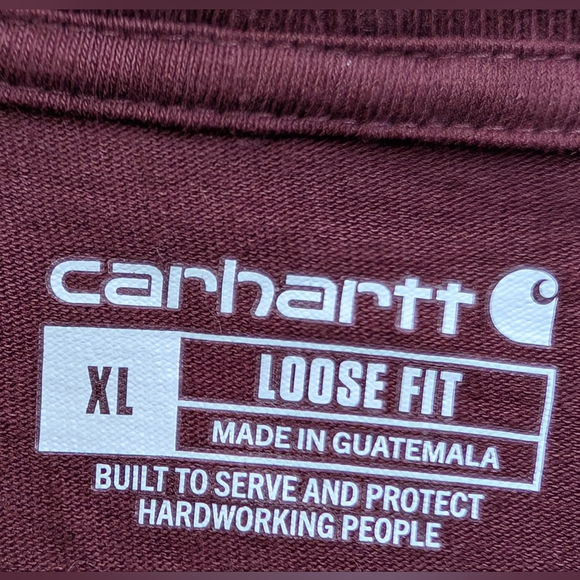 carhartt
XL
LOOSE FIT
MADE IN GUATEMALA
BUILT TO SERVE AND PROTECT
HARDWORKING PEOPLE